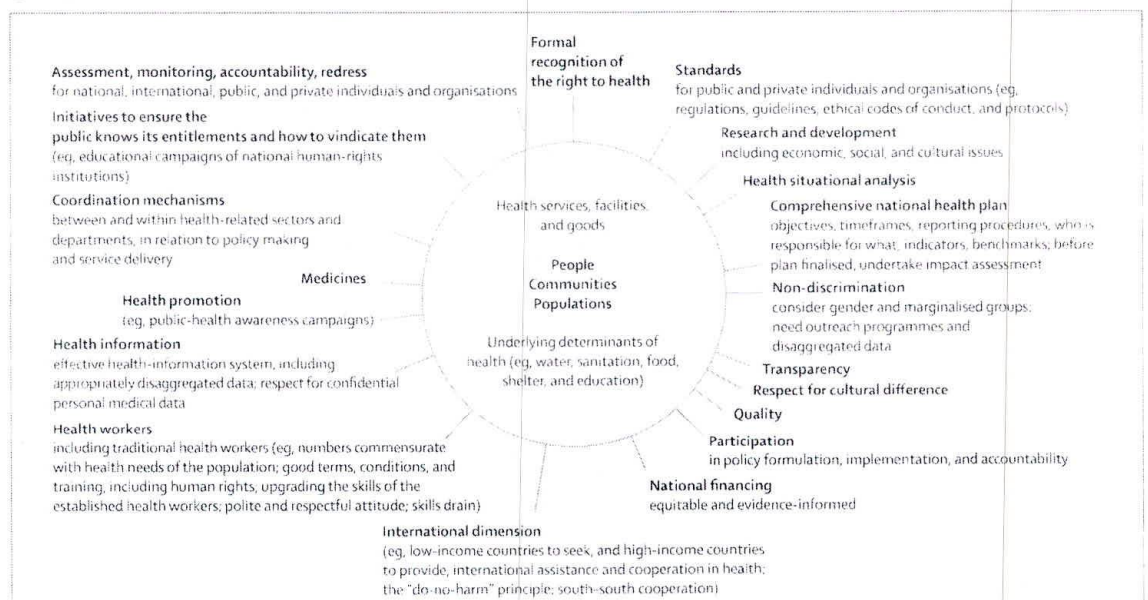 Formal
recognition of
the right to health
Standards
for public and private individuals and organisations (eg,
regulations, guidelines, ethical codes of conduct, and protocols)
Research and development
including economic, social, and cultural issues
Health situational analysis
Comprehensive national health plan
objectives, timeframes, reporting procedures, who is
responsible for what, indicators, benchmarks; before
plan finalised, undertake impact assessment
Non-discrimination
consider gender and marginalised groups;
need outreach programmes and
disaggregated data
Transparency
Respect for cultural difference
Quality
Participation
in policy formulation, implementation, and accountability
National financing
equitable and evidence-informed
International dimension
(eg, low-income countries to seek, and high-income countries
to provide, international assistance and cooperation in health;
the "do-no-harm" principle; south-south cooperation)
Health workers
including traditional health workers (eg, numbers commensurate
with health needs of the population; good terms, conditions, and
training, including human rights; upgrading the skills of the
established health workers; polite and respectful attitude; skills drain)
Health information
effective health-information system, including
appropriately disaggregated data; respect for confidential
personal medical data
Health promotion
(eg, public-health awareness campaigns)
Medicines
Coordination mechanisms
between and within health-related sectors and
departments, in relation to policy making
and service delivery
Initiatives to ensure the
public knows its entitlements and how to vindicate them
(eg, educational campaigns of national human-rights
institutions)
Assessment, monitoring, accountability, redress
for national, international, public, and private individuals and organisations
Health services, facilities,
and goods
People
Communities
Populations
Underlying determinants of
health (eg, water, sanitation, food,
shelter, and education)